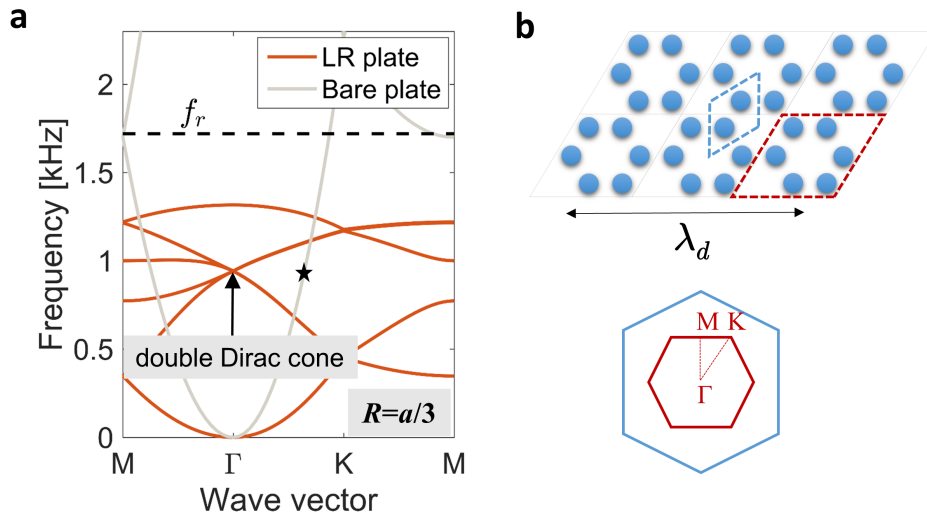 a
LR plate
Bare plate
f_r
Frequency [kHz]
2
1.5
1
0.5
0
double Dirac cone
R=a/3
M
Γ
K
M
Wave vector
b
λ_d
M
K
Γ